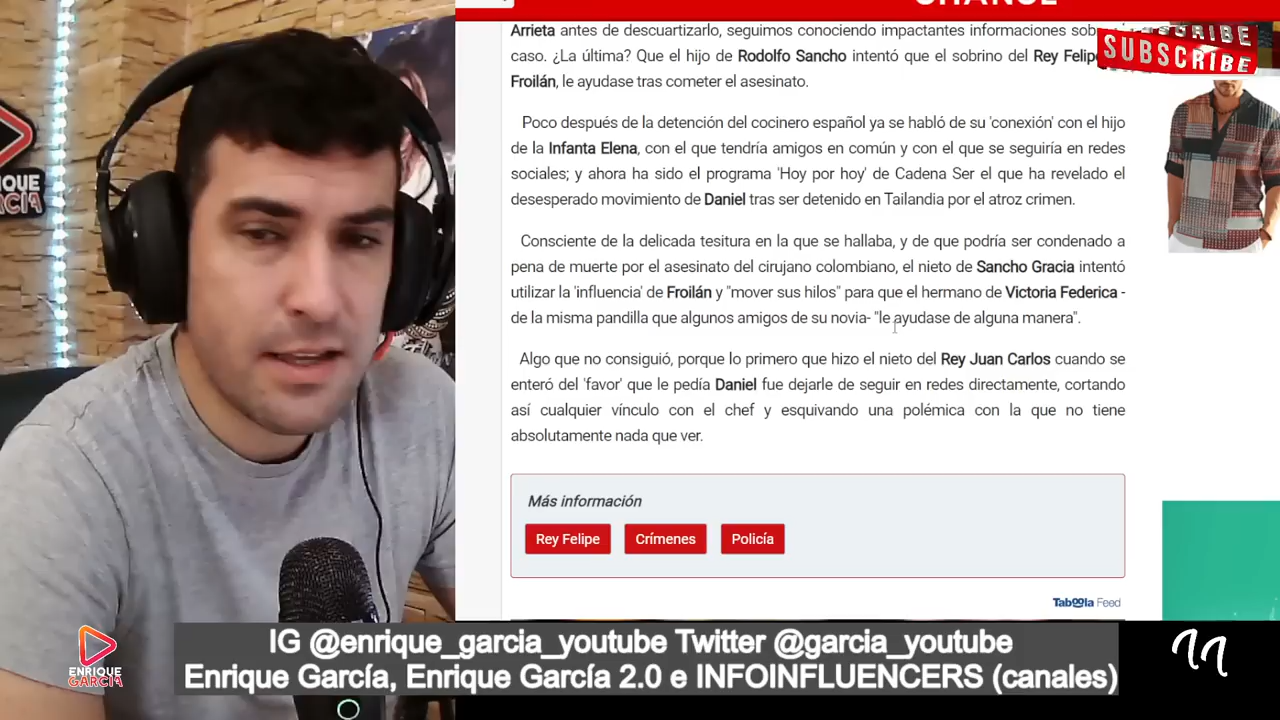 CHANCE
Arrieta antes de descuartizarlo, seguimos conociendo impactantes informaciones sob
caso. ¿La última? Que el hijo de Rodolfo Sancho intentó que el sobrino del Rey Felip
Froilán, le ayudase tras cometer el asesinato.
Poco después de la detención del cocinero español ya se habló de su 'conexión' con el hijo
de la Infanta Elena, con el que tendría amigos en común y con el que se seguiría en redes
sociales; y ahora ha sido el programa 'Hoy por hoy' de Cadena Ser el que ha revelado el
desesperado movimiento de Daniel tras ser detenido en Tailandia por el atroz crimen.
Consciente de la delicada tesitura en la que se hallaba, y de que podría ser condenado a
pena de muerte por el asesinato del cirujano colombiano, el nieto de Sancho Gracia intentó
utilizar la 'influencia' de Froilán y "mover sus hilos" para que el hermano de Victoria Federica -
de la misma pandilla que algunos amigos de su novia- "le ayudase de alguna manera".
Algo que no consiguió, porque lo primero que hizo el nieto del Rey Juan Carlos cuando se
enteró del 'favor' que le pedía Daniel fue dejarle de seguir en redes directamente, cortando
así cualquier vínculo con el chef y esquivando una polémica con la que no tiene
absolutamente nada que ver.
Más información
Rey Felipe Crímenes Policía
Taboola Feed
SUBSCRIBE
IG @enrique_garcia_youtube Twitter @garcia_youtube
Enrique García, Enrique García 2.0 e INFOINFLUENCERS (canales)
ENRIQUE
GARCIA